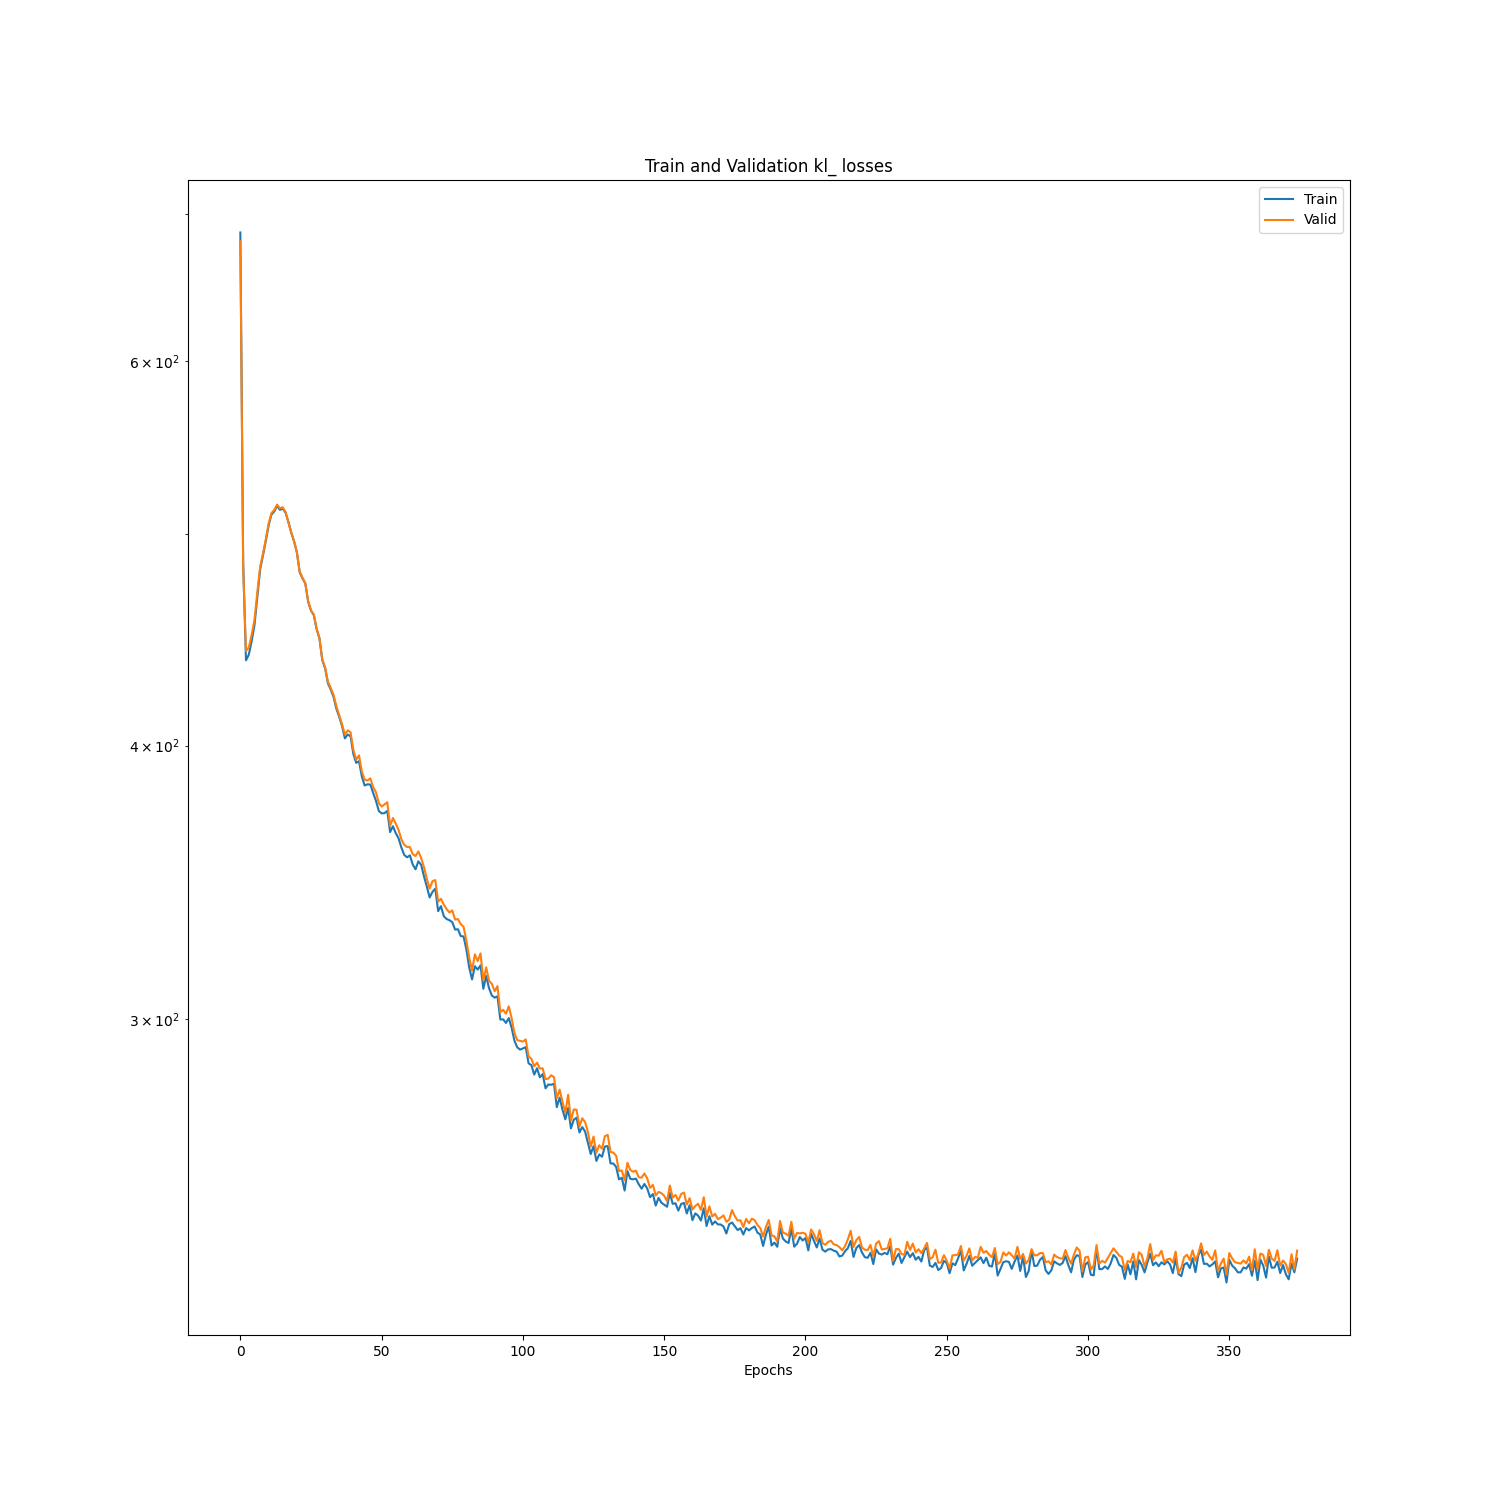 Train and Validation kl_ losses
Train
Valid
6 × 10²
4 × 10²
3 × 10²
0 50 100 150 200 250 300 350
Epochs